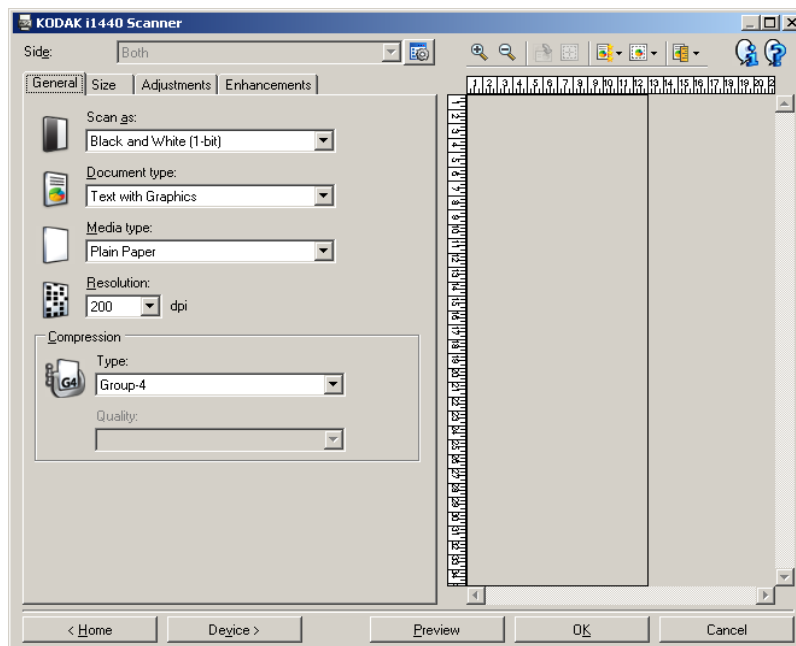 KODAK i1440 Scanner
Side: Both
General Size Adjustments Enhancements
Scan as:
Black and White (1-bit)
Document type:
Text with Graphics
Media type:
Plain Paper
Resolution:
200 dpi
Compression
Type:
G4 Group-4
Quality:
< Home Device > Preview OK Cancel